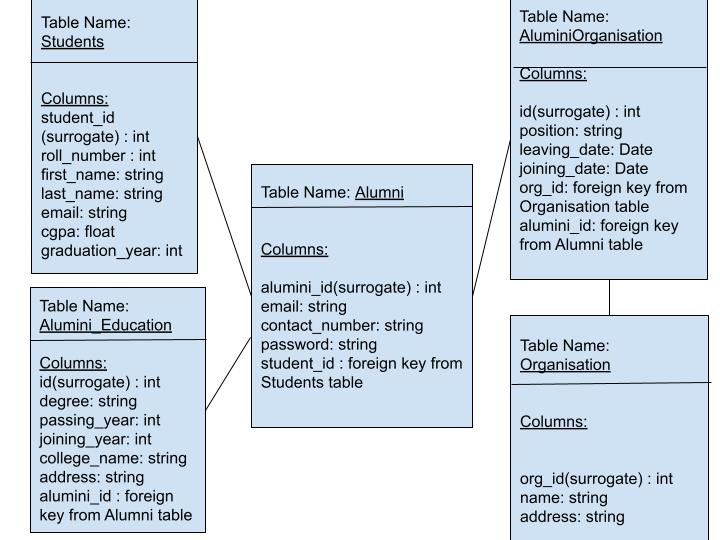 Table Name:
Students
Columns:
student_id
(surrogate) : int
roll_number : int
first_name: string
last_name: string
email: string
cgpa: float
graduation_year: int
Table Name:
Alumini_Education
Columns:
id(surrogate) : int
degree: string
passing_year: int
joining_year: int
college_name: string
address: string
alumini_id : foreign
key from Alumni table
Table Name: Alumni
Columns:
alumini_id(surrogate) : int
email: string
contact_number: string
password: string
student_id : foreign key from
Students table
Table Name:
AluminiOrganisation
Columns:
id(surrogate) : int
position: string
leaving_date: Date
joining_date: Date
org_id: foreign key from
Organisation table
alumini_id: foreign key
from Alumni table
Table Name:
Organisation
Columns:
org_id(surrogate) : int
name: string
address: string